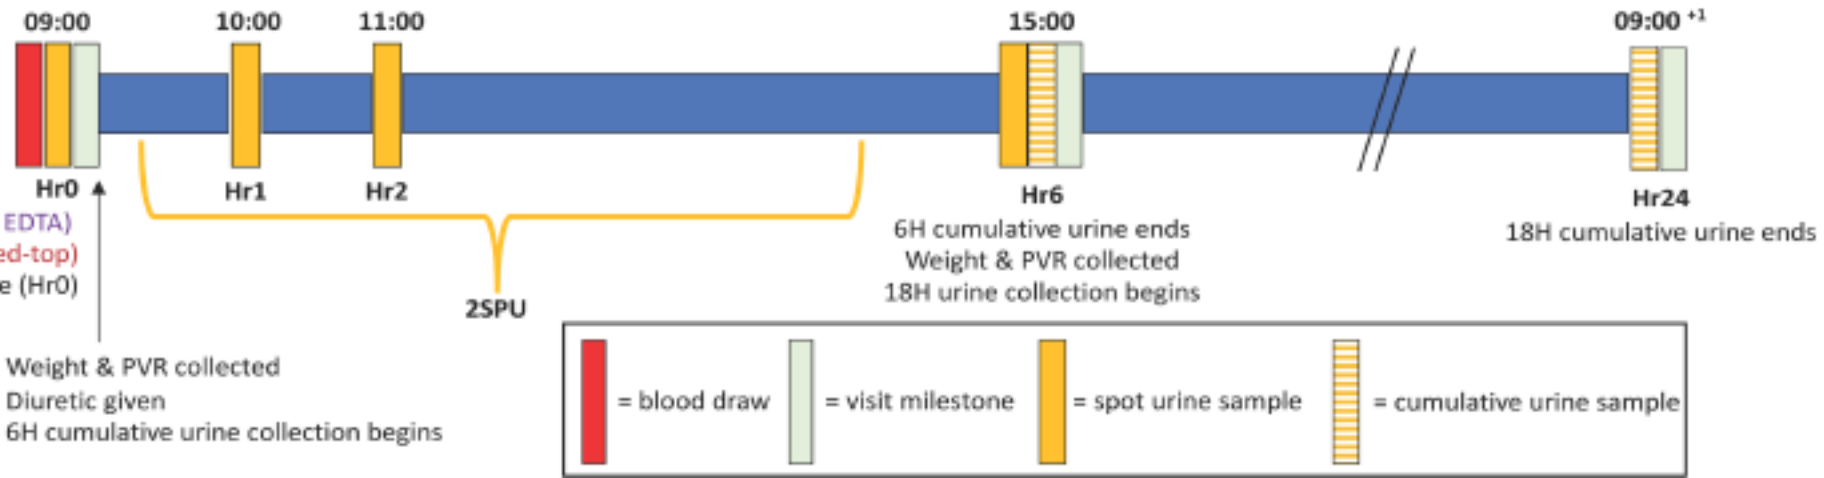 09:00 10:00 11:00 15:00 09:00 +1
Hr0 Hr1 Hr2 Hr6 Hr24
EDTA)
ed-top)
e (Hr0)
6H cumulative urine ends
Weight & PVR collected
18H urine collection begins
18H cumulative urine ends
2SPU
Weight & PVR collected
Diuretic given
6H cumulative urine collection begins
= blood draw = visit milestone = spot urine sample = cumulative urine sample